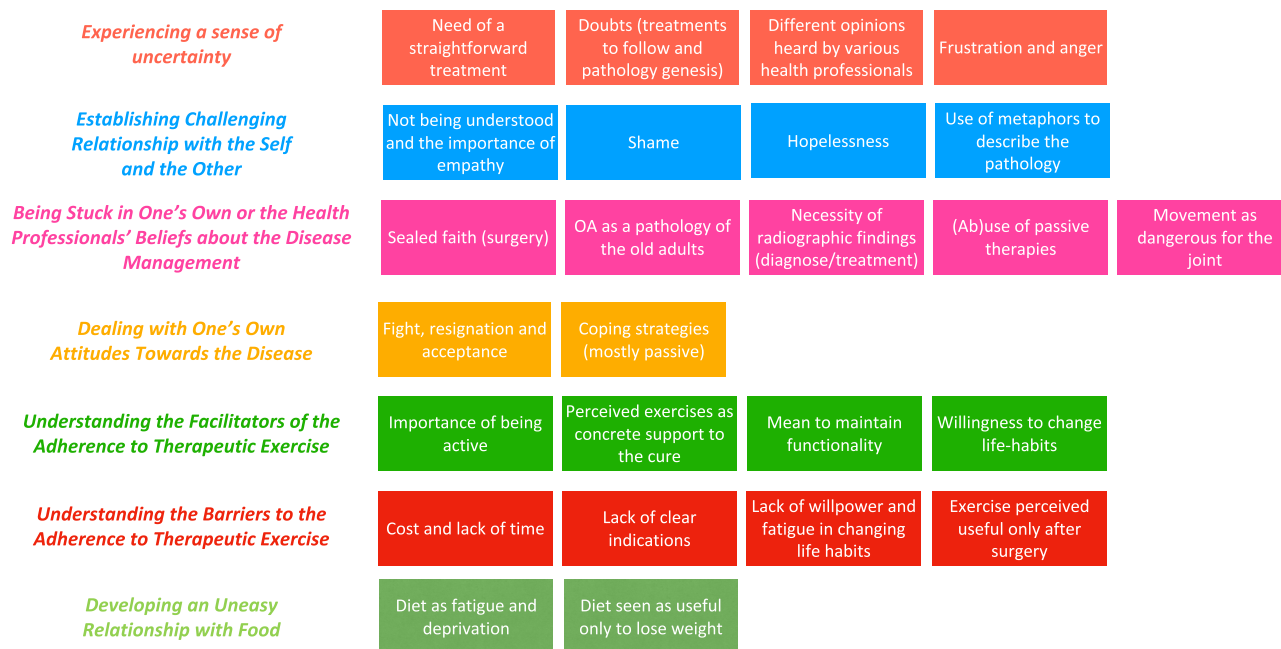 Experiencing a sense of
uncertainty
Need of a
straightforward
treatment
Doubts (treatments
to follow and
pathology genesis)
Different opinions
heard by various
health professionals
Frustration and anger
Establishing Challenging
Relationship with the Self
and the Other
Not being understood
and the importance of
empathy
Shame
Hopelessness
Use of metaphors to
describe the
pathology
Being Stuck in One's Own or the Health
Professionals' Beliefs about the Disease
Management
Sealed faith (surgery)
OA as a pathology of
the old adults
Necessity of
radiographic findings
(diagnose/treatment)
(Ab)use of passive
therapies
Movement as
dangerous for the
joint
Dealing with One's Own
Attitudes Towards the Disease
Fight, resignation and
acceptance
Coping strategies
(mostly passive)
Understanding the Facilitators of the
Adherence to Therapeutic Exercise
Importance of being
active
Perceived exercises as
concrete support to
the cure
Mean to maintain
functionality
Willingness to change
life-habits
Understanding the Barriers to the
Adherence to Therapeutic Exercise
Cost and lack of time
Lack of clear
indications
Lack of willpower and
fatigue in changing
life habits
Exercise perceived
useful only after
surgery
Developing an Uneasy
Relationship with Food
Diet as fatigue and
deprivation
Diet seen as useful
only to lose weight